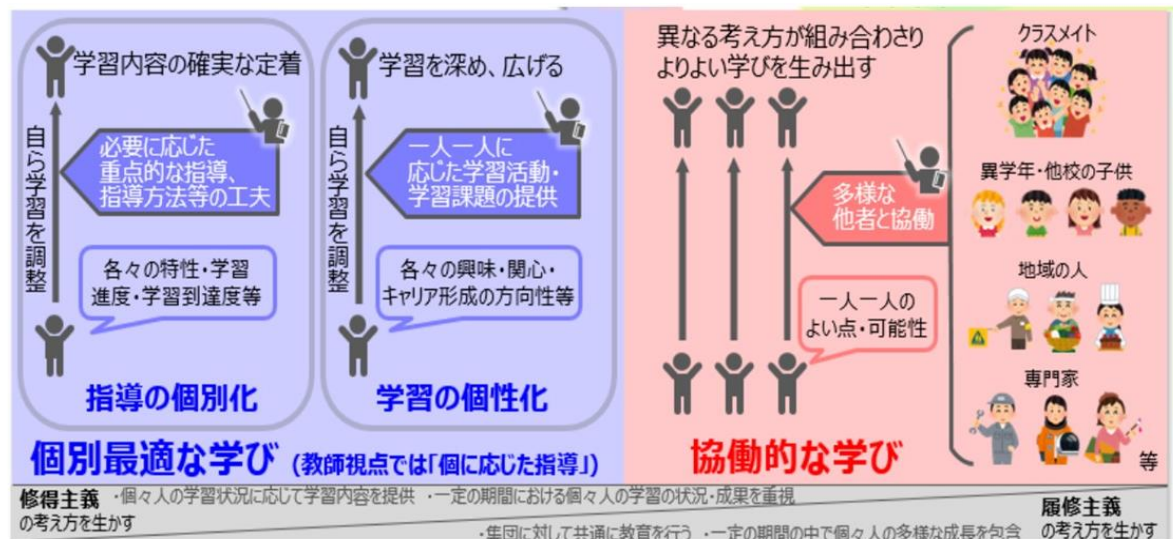 学習内容の確実な定着
自ら学習を調整
必要に応じた
重点的な指導、
指導方法等の工夫
各々の特性・学習
進度・学習到達度等
指導の個別化
学習を深め、広げる
自ら学習を調整
一人一人に
応じた学習活動・
学習課題の提供
各々の興味・関心・
キャリア形成の方向性等
学習の個性化
個別最適な学び (教師視点では「個に応じた指導」)
異なる考え方が組み合わさり
よりよい学びを生み出す
多様な
他者と協働
一人一人の
よい点・可能性
協働的な学び
クラスメイト
異学年・他校の子供
地域の人
専門家
等
修得主義
の考え方を生かす
・個々人の学習状況に応じて学習内容を提供 ・一定の期間における個々人の学習の状況・成果を重視
・集団に対して共通に教育を行う ・一定の期間の中で個々人の多様な成長を包含
履修主義
の考え方を生かす